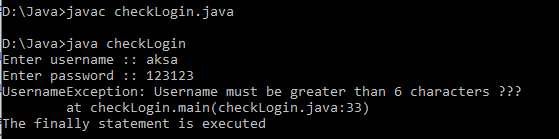 D:\Java>javac checkLogin.java
D:\Java>java checkLogin
Enter username :: aksa
Enter password :: 123123
UsernameException: Username must be greater than 6 characters ???
at checkLogin.main(checkLogin.java:33)
The finally statement is executed